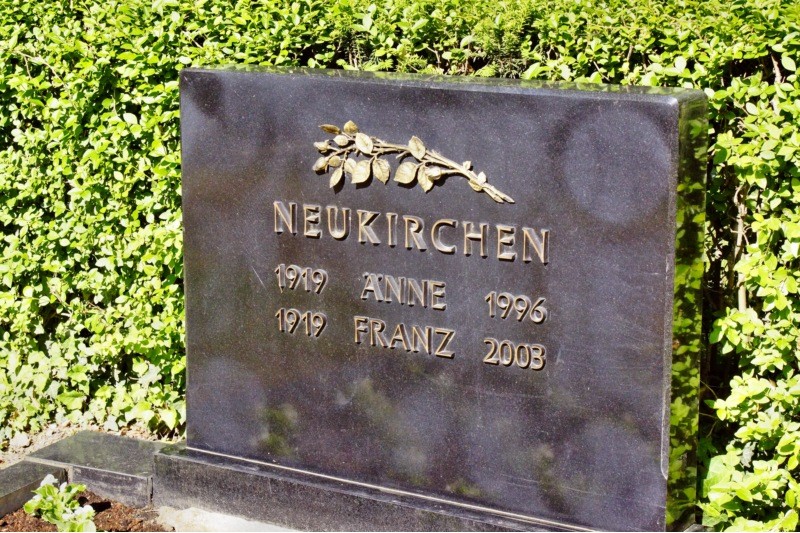 NEUKIRCHEN
1919 ÄNNE 1996
1919 FRANZ 2003